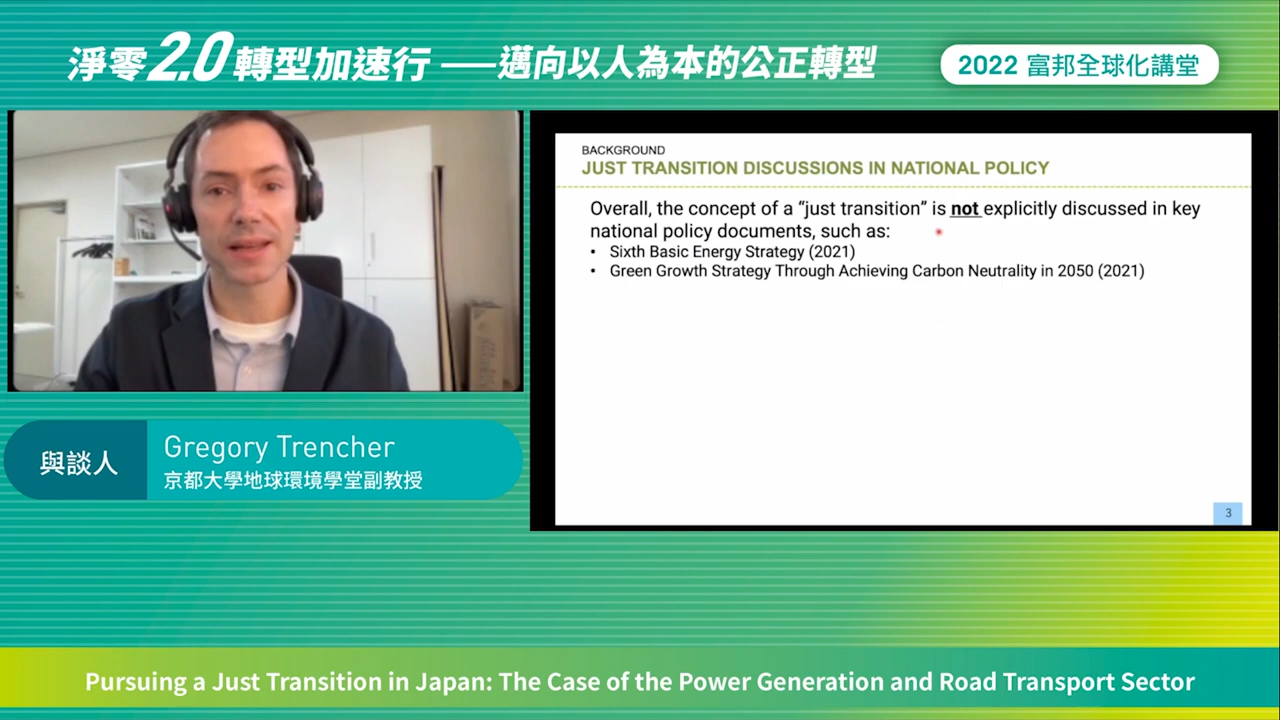 淨零2.0轉型加速行——邁向以人為本的公正轉型
2022 富邦全球化講堂
BACKGROUND
JUST TRANSITION DISCUSSIONS IN NATIONAL POLICY
Overall, the concept of a “just transition” is not explicitly discussed in key
national policy documents, such as:
• Sixth Basic Energy Strategy (2021)
• Green Growth Strategy Through Achieving Carbon Neutrality in 2050 (2021)
3
與談人
Gregory Trencher
京都大學地球環境學堂副教授
Pursuing a Just Transition in Japan: The Case of the Power Generation and Road Transport Sector